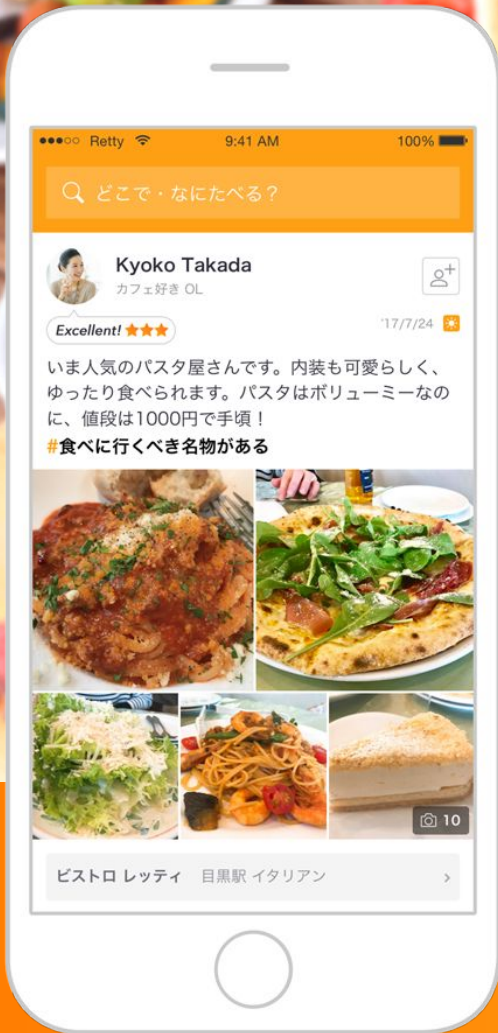 Retty 9:41 AM 100%
どこで・なにたべる？
Kyoko Takada
カフェ好き OL
Excellent! ★★★ '17/7/24
いま人気のパスタ屋さんです。内装も可愛らしく、
ゆったり食べられます。パスタはボリューミーなの
に、値段は1000円で手頃！
#食べに行くべき名物がある
10
ビストロ レッティ 目黒駅 イタリアン